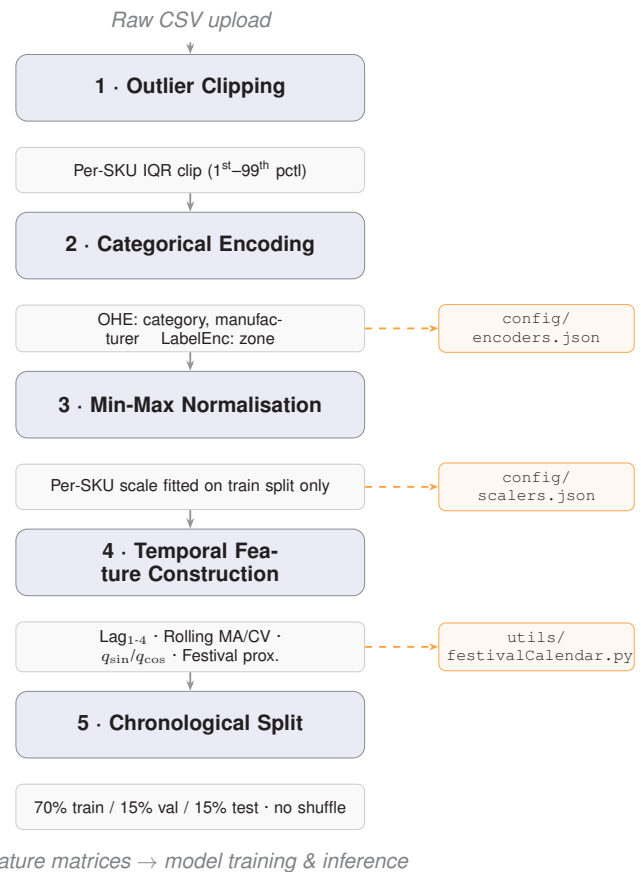 Raw CSV upload
1 · Outlier Clipping
Per-SKU IQR clip (1st–99th pctl)
2 · Categorical Encoding
OHE: category, manufac-
turer LabelEnc: zone
config/
encoders.json
3 · Min-Max Normalisation
Per-SKU scale fitted on train split only
config/
scalers.json
4 · Temporal Fea-
ture Construction
Lag1-4 · Rolling MA/CV ·
qsin/qcos · Festival prox.
utils/
festivalCalendar.py
5 · Chronological Split
70% train / 15% val / 15% test · no shuffle
ature matrices → model training & inference